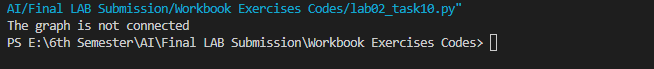 AI/Final LAB Submission/Workbook Exercises Codes/lab02_task10.py"
The graph is not connected
PS E:\6th Semester\AI\Final LAB Submission\Workbook Exercises Codes>